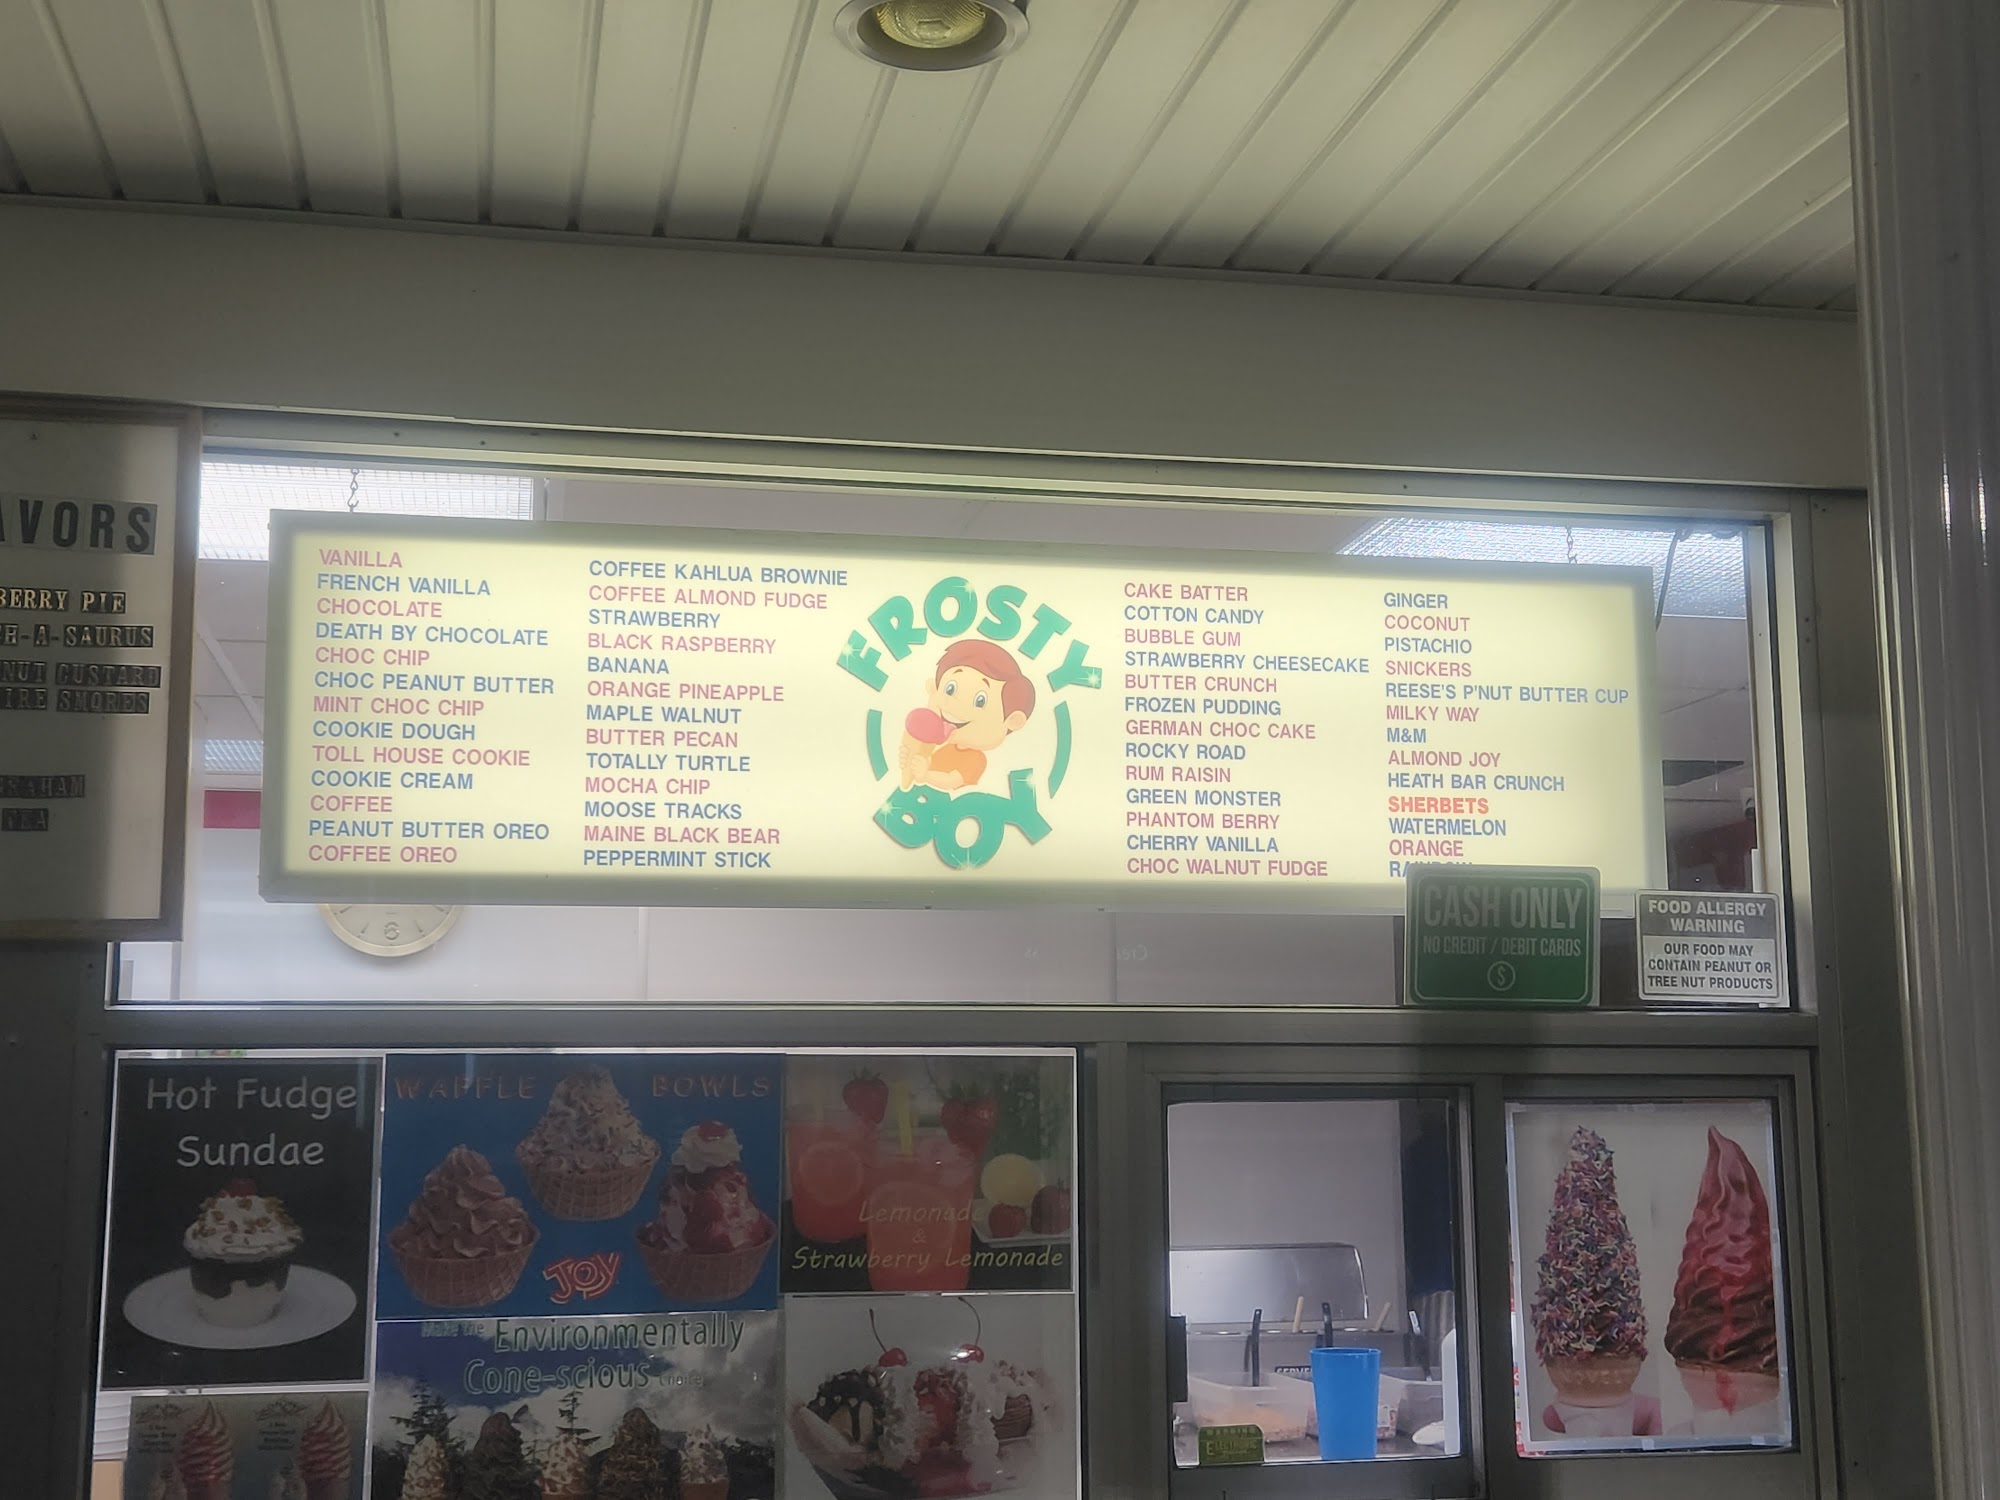 VANILLA
FRENCH VANILLA
CHOCOLATE
DEATH BY CHOCOLATE
CHOC CHIP
CHOC PEANUT BUTTER
MINT CHOC CHIP
COOKIE DOUGH
TOLL HOUSE COOKIE
COOKIE CREAM
COFFEE
PEANUT BUTTER OREO
COFFEE OREO
COFFEE KAHLUA BROWNIE
COFFEE ALMOND FUDGE
STRAWBERRY
BLACK RASPBERRY
BANANA
ORANGE PINEAPPLE
MAPLE WALNUT
BUTTER PECAN
TOTALLY TURTLE
MOCHA CHIP
MOOSE TRACKS
MAINE BLACK BEAR
PEPPERMINT STICK
FROSTY
BOY
CAKE BATTER
COTTON CANDY
BUBBLE GUM
STRAWBERRY CHEESECAKE
BUTTER CRUNCH
FROZEN PUDDING
GERMAN CHOC CAKE
ROCKY ROAD
RUM RAISIN
GREEN MONSTER
PHANTOM BERRY
CHERRY VANILLA
CHOC WALNUT FUDGE
GINGER
COCONUT
PISTACHIO
SNICKERS
REESE'S P'NUT BUTTER CUP
MILKY WAY
M&M
ALMOND JOY
HEATH BAR CRUNCH
SHERBETS
WATERMELON
ORANGE
RAINBOW
AVORS
BERRY PIE
H-A-SAURUS
NUT CUSTARD
IRE SMORES
RAHAM
CASH ONLY
NO CREDIT / DEBIT CARDS
$
FOOD ALLERGY
WARNING
OUR FOOD MAY
CONTAIN PEANUT OR
TREE NUT PRODUCTS
Hot Fudge
Sundae
WAFFLE BOWLS
JOY
Lemonade
&
Strawberry Lemonade
Make the Environmentally
Cone-scious choice